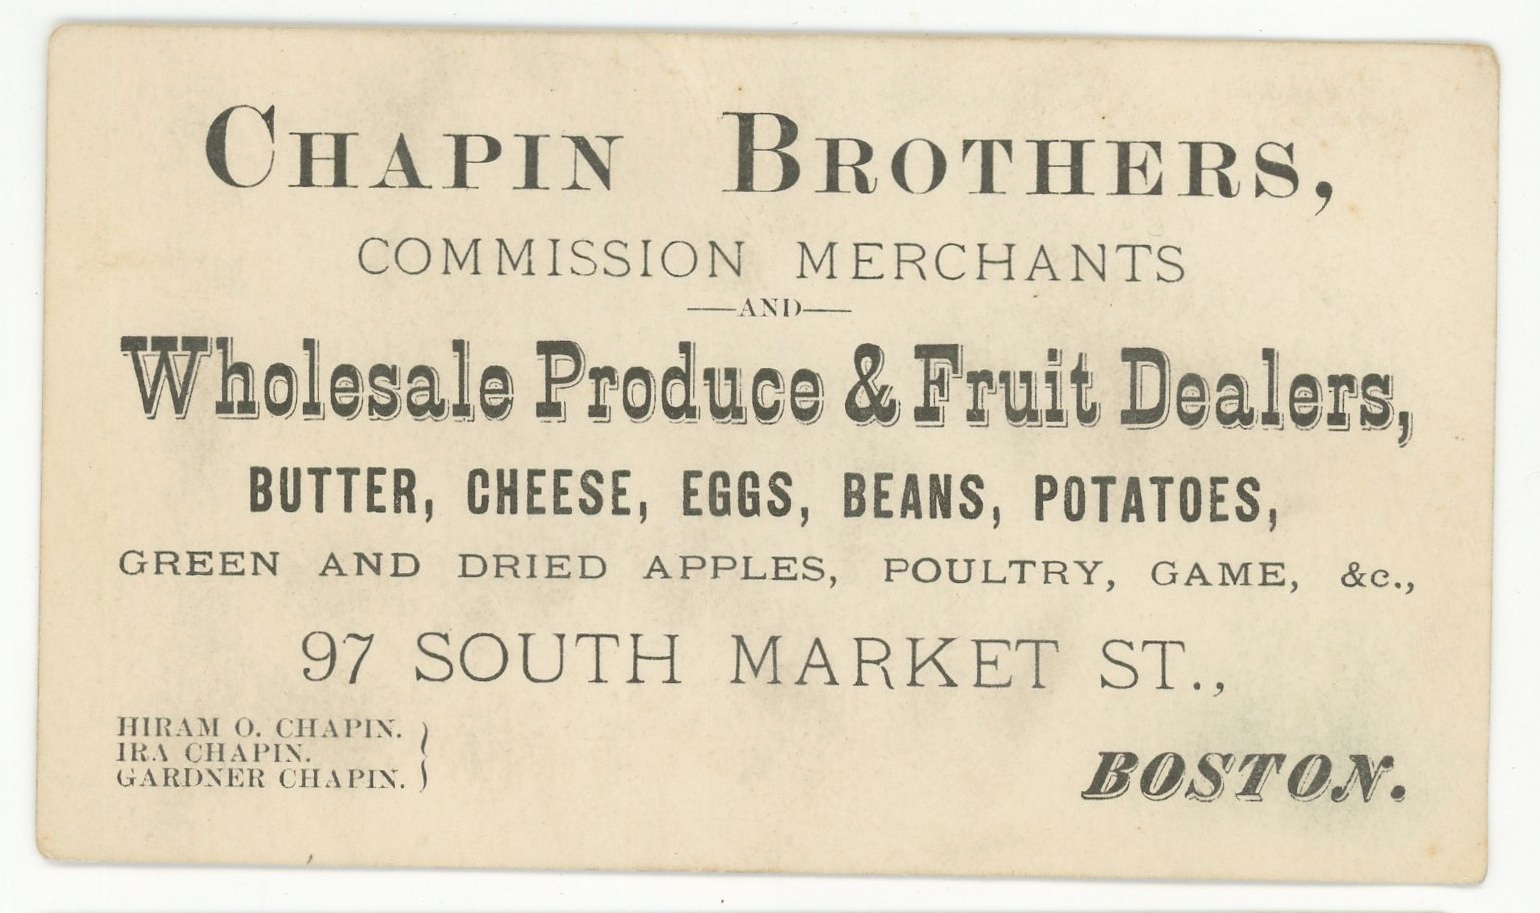 CHAPIN BROTHERS,
COMMISSION MERCHANTS
—AND—
Wholesale Produce & Fruit Dealers,
BUTTER, CHEESE, EGGS, BEANS, POTATOES,
GREEN AND DRIED APPLES, POULTRY, GAME, &c.,
97 SOUTH MARKET ST.,
HIRAM O. CHAPIN.
IRA CHAPIN.
GARDNER CHAPIN.
BOSTON.